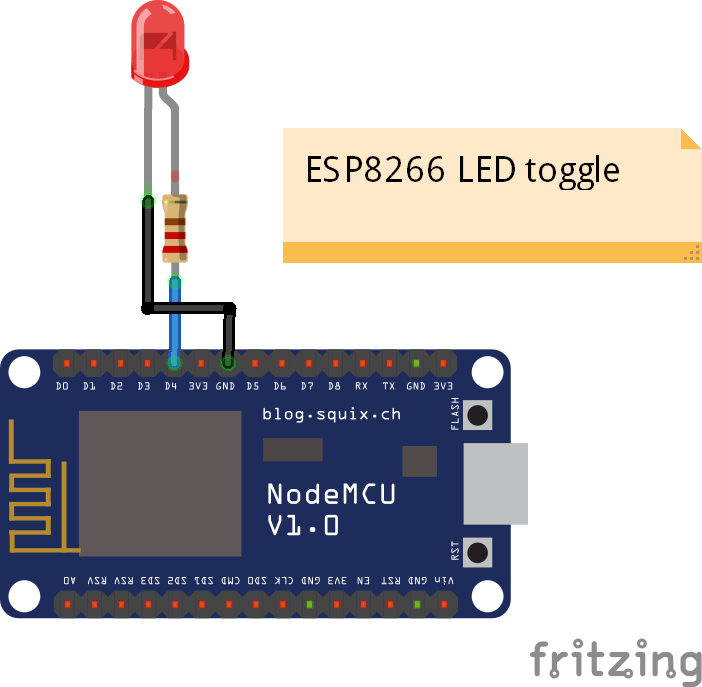 ESP8266 LED toggle
D0 D1 D2 D3 D4 3V3 GND D5 D6 D7 D8 RX TX GND 3V3
blog.squix.ch
FLASH
NodeMCU
V1.0
RST
A0 RSV RSV SD3 SD2 SD1 CMD SD0 CLK GND 3V3 EN RST GND Vin
fritzing